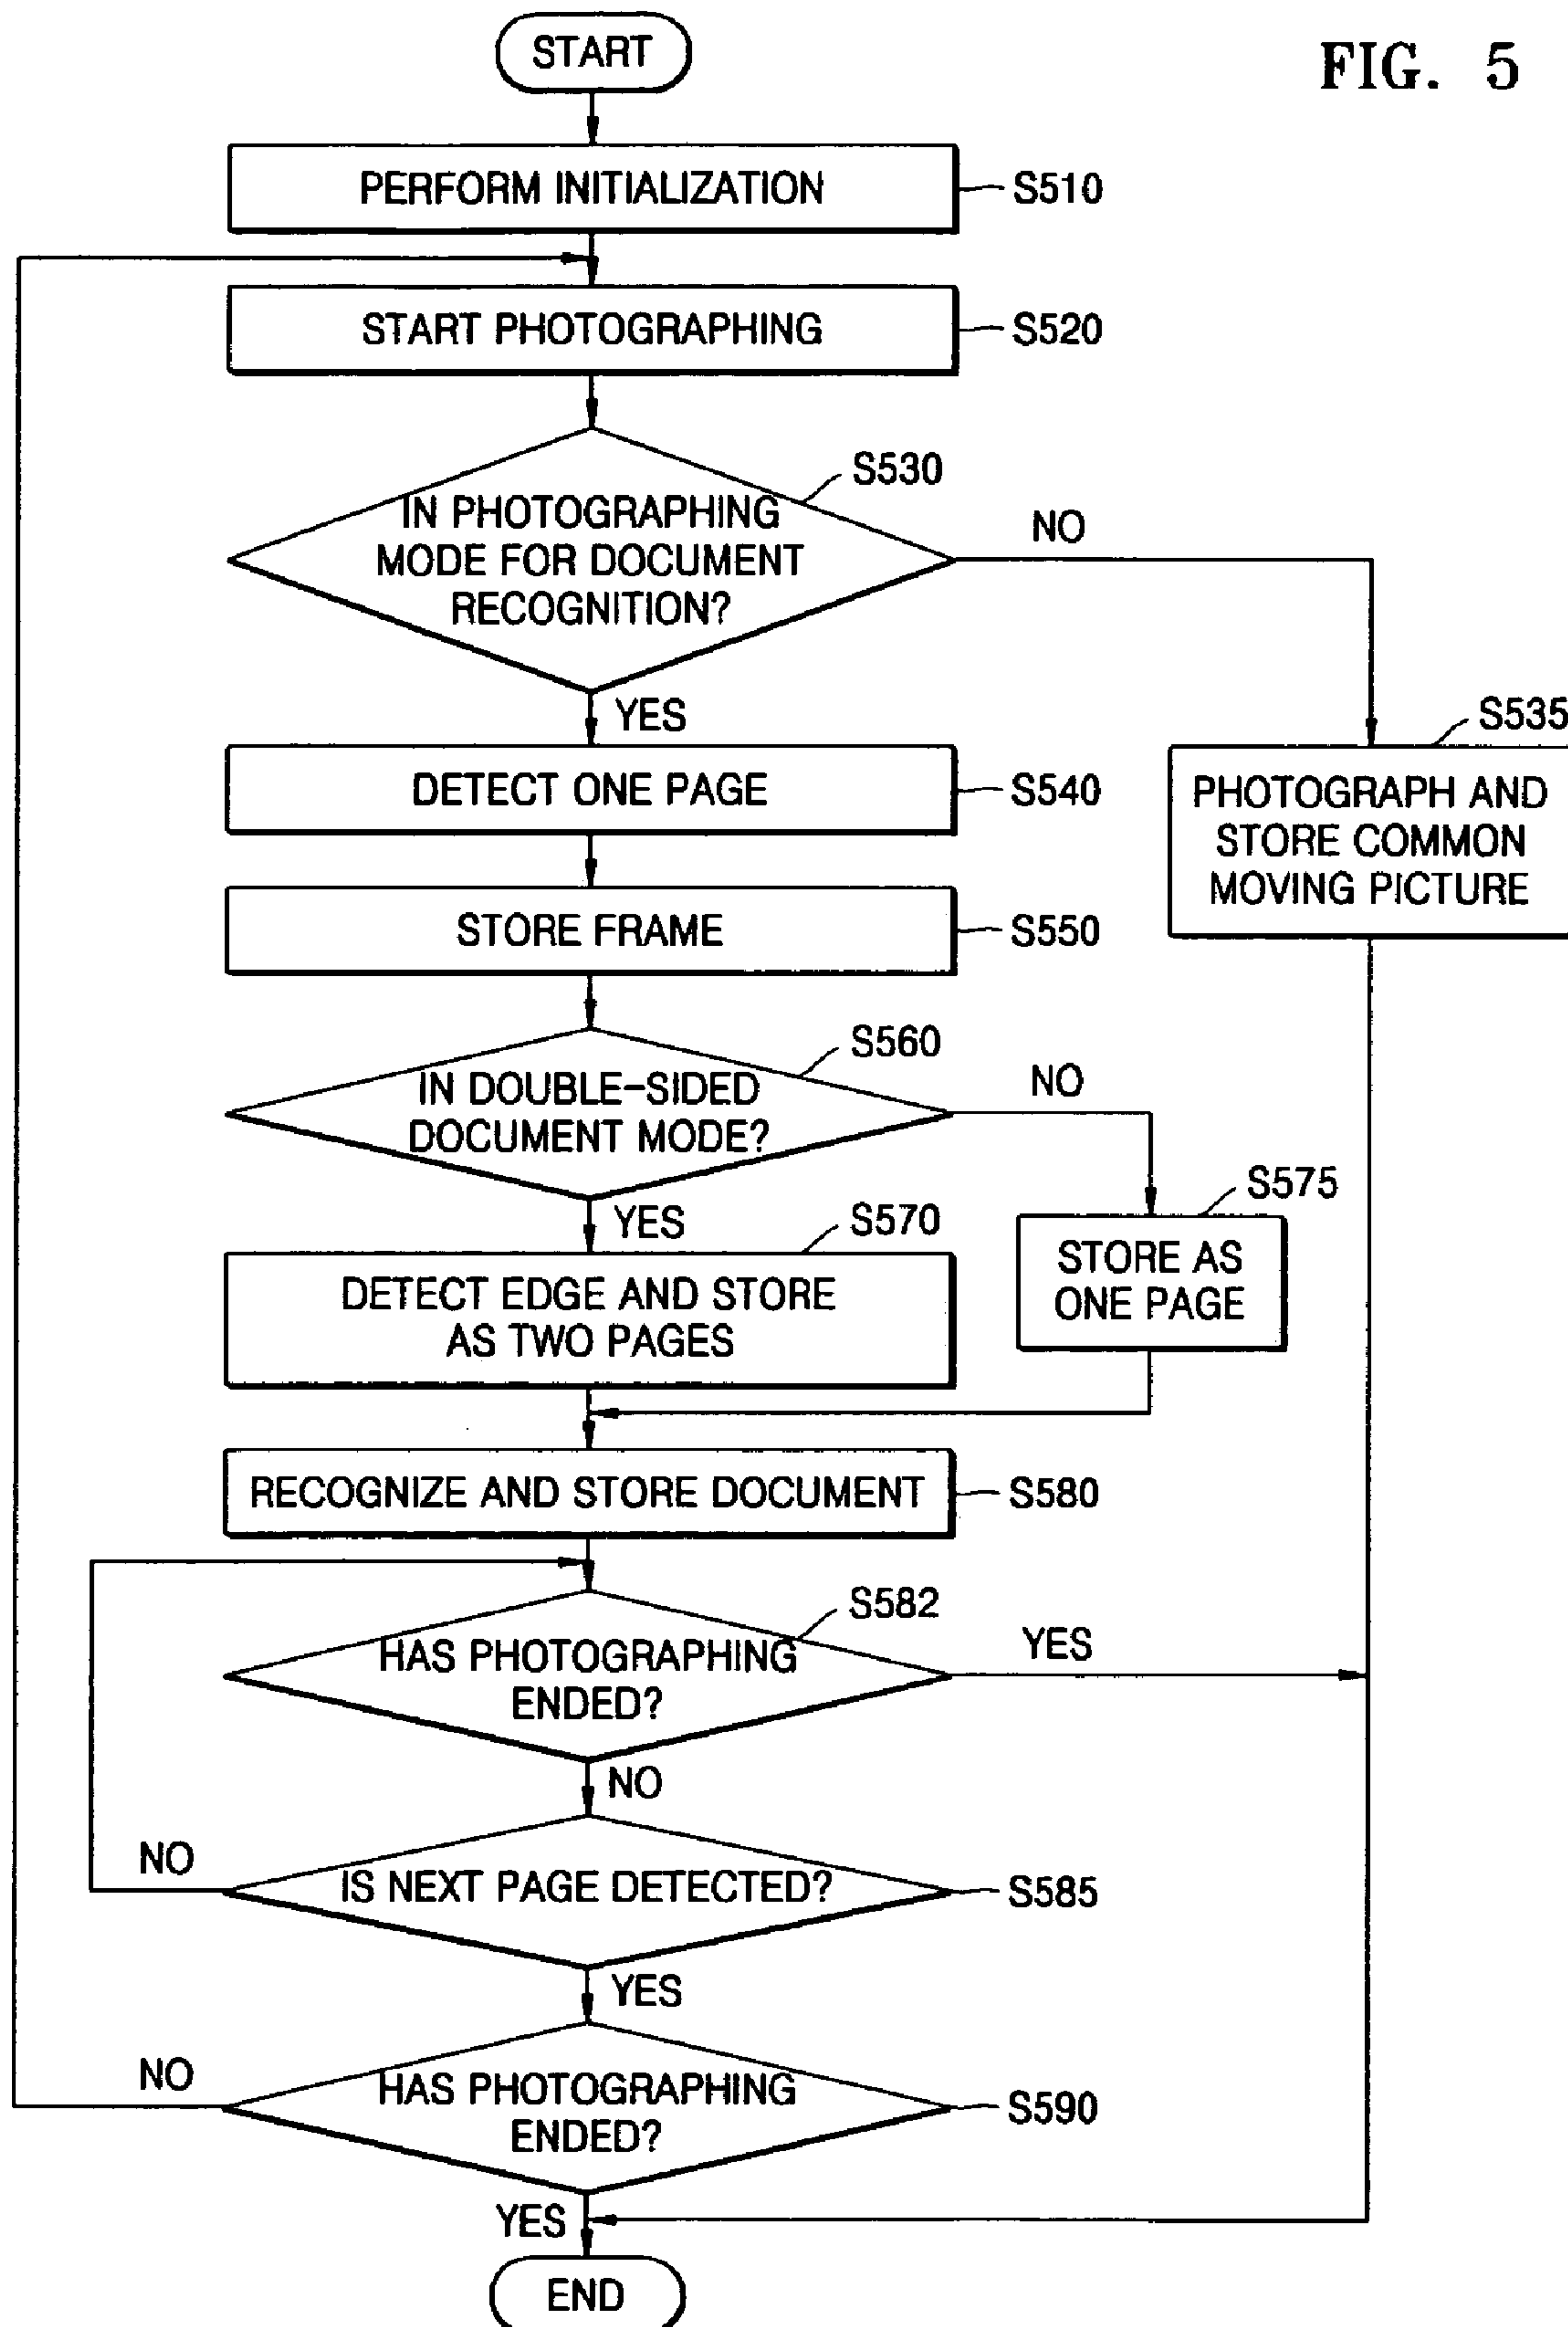 FIG. 5
START
PERFORM INITIALIZATION
S510
START PHOTOGRAPHING
S520
S530
IN PHOTOGRAPHING
MODE FOR DOCUMENT
RECOGNITION?
NO
YES
S535
PHOTOGRAPH AND
STORE COMMON
MOVING PICTURE
DETECT ONE PAGE
S540
STORE FRAME
S550
S560
IN DOUBLE-SIDED
DOCUMENT MODE?
NO
YES
S575
STORE AS
ONE PAGE
S570
DETECT EDGE AND STORE
AS TWO PAGES
RECOGNIZE AND STORE DOCUMENT
S580
S582
HAS PHOTOGRAPHING
ENDED?
YES
NO
NO
IS NEXT PAGE DETECTED?
S585
YES
NO
HAS PHOTOGRAPHING
ENDED?
S590
YES
END